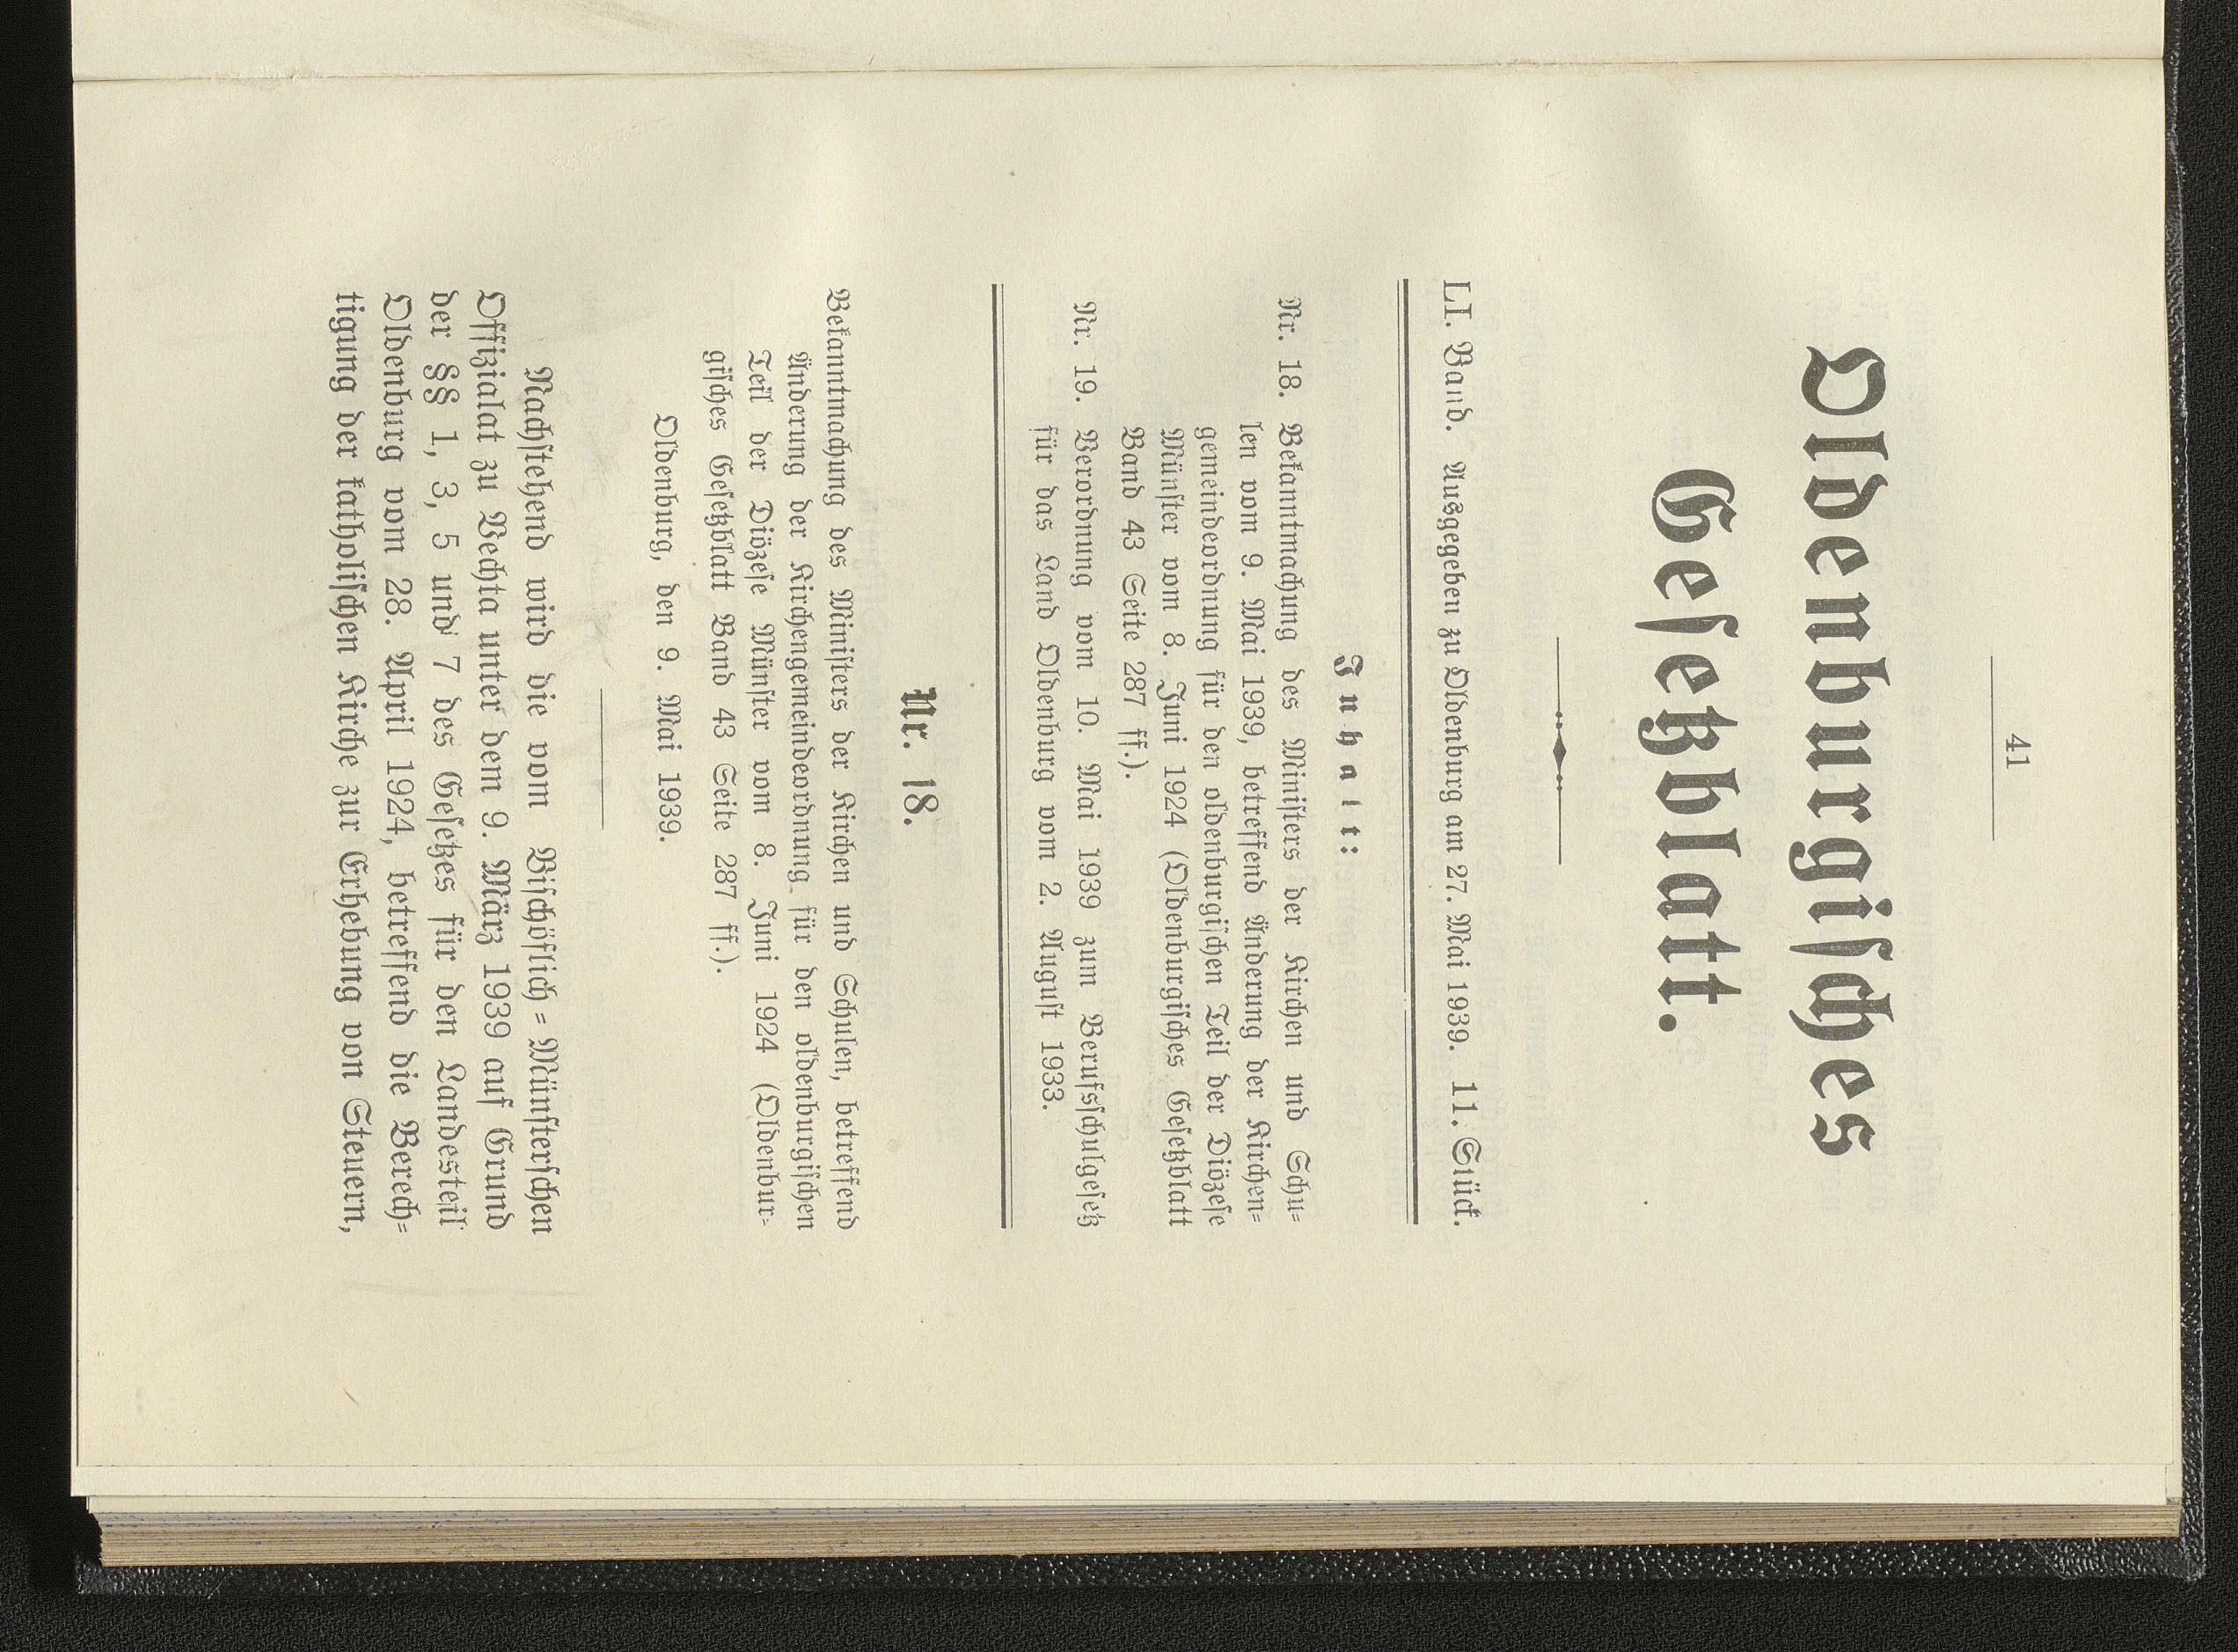 41
Oldenburgisches
Gesetzblatt.
LI. Band. Ausgegeben zu Oldenburg am 27. Mai 1939. 11. Stück.
Inhalt:
Nr. 18. Bekanntmachung des Ministers der Kirchen und Schu-
len vom 9. Mai 1939, betreffend Änderung der Kirchen-
gemeindeordnung für den oldenburgischen Teil der Diözese
Münster vom 8. Juni 1924 (Oldenburgisches Gesetzblatt
Band 43 Seite 287 ff.).
Nr. 19. Verordnung vom 10. Mai 1939 zum Berufsschulgesetz
für das Land Oldenburg vom 2. August 1933.
Nr. 18.
Bekanntmachung des Ministers der Kirchen und Schulen, betreffend
Änderung der Kirchengemeindeordnung für den oldenburgischen
Teil der Diözese Münster vom 8. Juni 1924 (Oldenbur-
gisches Gesetzblatt Band 43 Seite 287 ff.).
Oldenburg, den 9. Mai 1939.
Nachstehend wird die vom Bischöflich-Münsterschen
Offizialat zu Vechta unter dem 9. März 1939 auf Grund
der §§ 1, 3, 5 und 7 des Gesetzes für den Landesteil
Oldenburg vom 28. April 1924, betreffend die Berech-
tigung der katholischen Kirche zur Erhebung von Steuern,